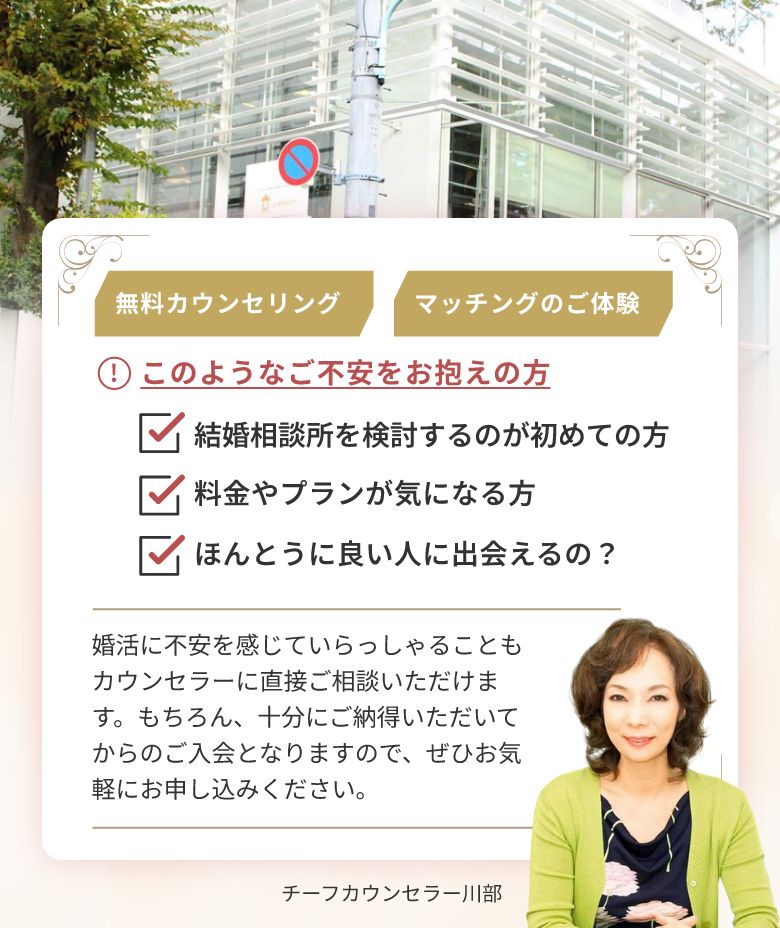 無料カウンセリング
マッチングのご体験
このようなご不安をお抱えの方
結婚相談所を検討するのが初めての方
料金やプランが気になる方
ほんとうに良い人に出会えるの？
婚活に不安を感じていらっしゃることも
カウンセラーに直接ご相談いただけま
す。もちろん、十分にご納得いただいて
からのご入会となりますので、ぜひお気
軽にお申し込みください。
チーフカウンセラー川部